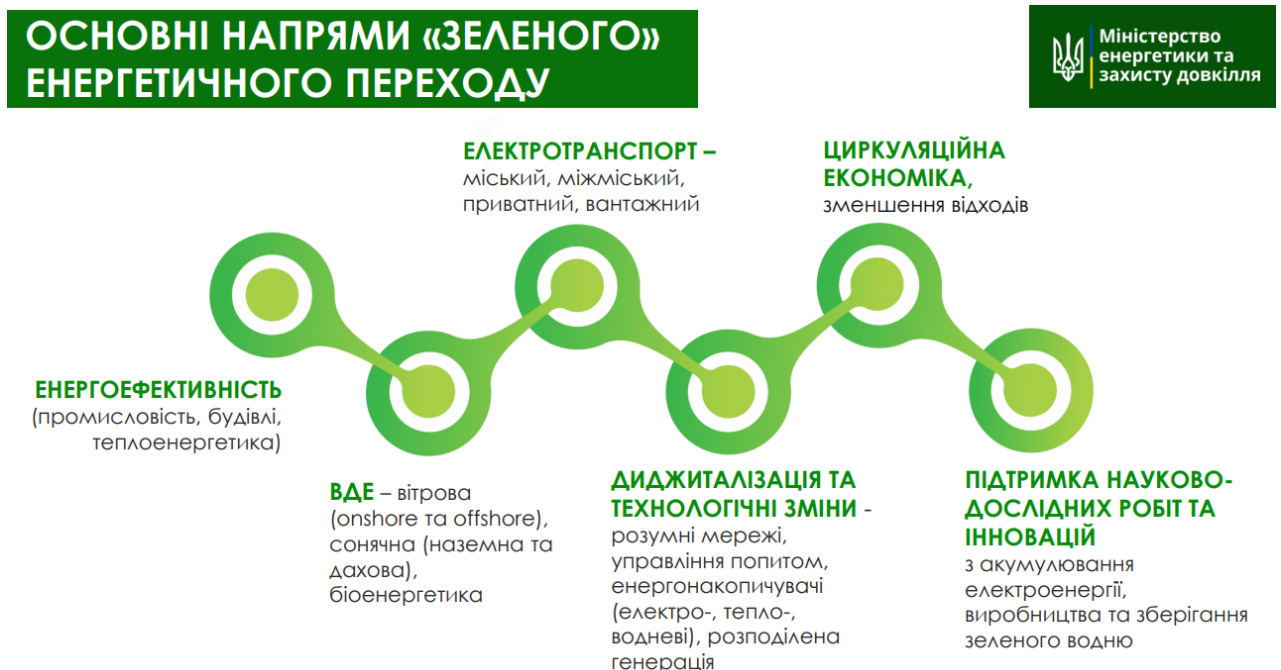 ОСНОВНІ НАПРЯМИ «ЗЕЛЕНОГО»
ЕНЕРГЕТИЧНОГО ПЕРЕХОДУ
Міністерство
енергетики та
захисту довкілля
ЕЛЕКТРОТРАНСПОРТ –
міський, міжміський,
приватний, вантажний
ЦИРКУЛЯЦІЙНА
ЕКОНОМІКА,
зменшення відходів
ЕНЕРГОЕФЕКТИВНІСТЬ
(промисловість, будівлі,
теплоенергетика)
ВДЕ – вітрова
(onshore та offshore),
сонячна (наземна та
дахова),
біоенергетика
ДИДЖИТАЛІЗАЦІЯ ТА
ТЕХНОЛОГІЧНІ ЗМІНИ -
розумні мережі,
управління попитом,
енергонакопичувачі
(електро-, тепло-,
водневі), розподілена
генерація
ПІДТРИМКА НАУКОВО-
ДОСЛІДНИХ РОБІТ ТА
ІННОВАЦІЙ
з акумулювання
електроенергії,
виробництва та зберігання
зеленого водню